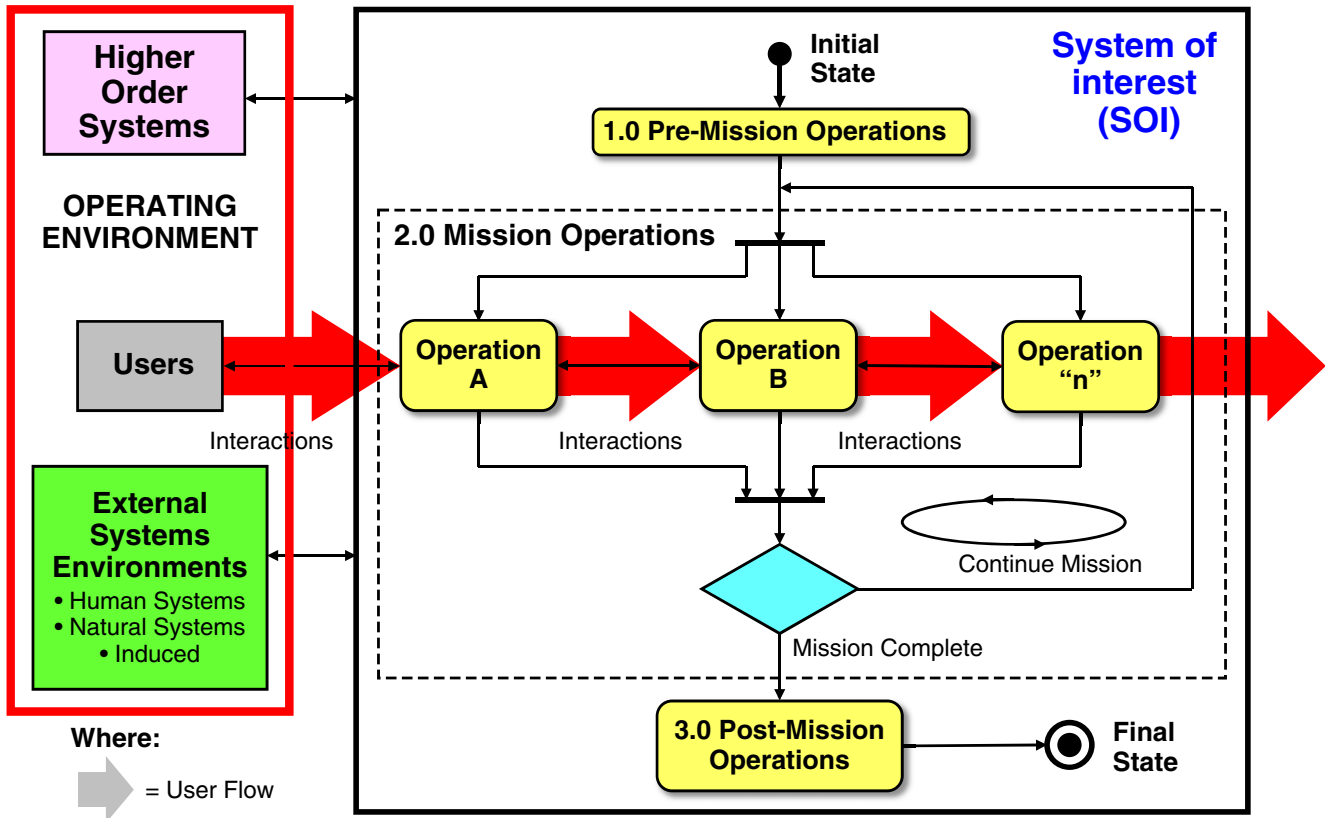 Higher
Order
Systems
OPERATING
ENVIRONMENT
Users
Interactions
External
Systems
Environments
• Human Systems
• Natural Systems
• Induced
Where:
= User Flow
System of
interest
(SOI)
Initial
State
1.0 Pre-Mission Operations
2.0 Mission Operations
Operation
A
Interactions
Operation
B
Interactions
Operation
“n”
Continue Mission
Mission Complete
3.0 Post-Mission
Operations
Final
State